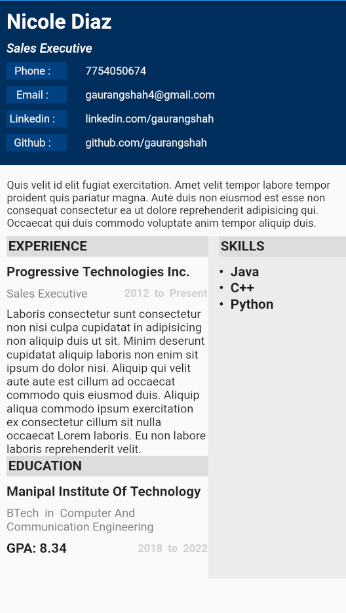 Nicole Diaz
Sales Executive
Phone : 7754050674
Email : gaurangshah4@gmail.com
Linkedin : linkedin.com/gaurangshah
Github : github.com/gaurangshah
Quis velit id elit fugiat exercitation. Amet velit tempor labore tempor
proident quis pariatur magna. Aute duis non eiusmod est esse non
consequat consectetur ea ut dolore reprehenderit adipisicing qui.
Occaecat qui duis commodo voluptate anim tempor aliquip duis.
EXPERIENCE
Progressive Technologies Inc.
Sales Executive 2012 to Present
Laboris consectetur sunt consectetur
non nisi culpa cupidatat in adipisicing
non aliquip duis ut sit. Minim deserunt
cupidatat aliquip laboris non enim sit
ipsum do dolor nisi. Aliquip qui velit
aute aute est cillum ad occaecat
commodo quis eiusmod duis. Aliquip
aliqua commodo ipsum exercitation
ex consectetur cillum sit nulla
occaecat Lorem laboris. Eu non labore
laboris reprehenderit velit.
EDUCATION
Manipal Institute Of Technology
BTech in Computer And
Communication Engineering
GPA: 8.34 2018 to 2022
SKILLS
• Java
• C++
• Python